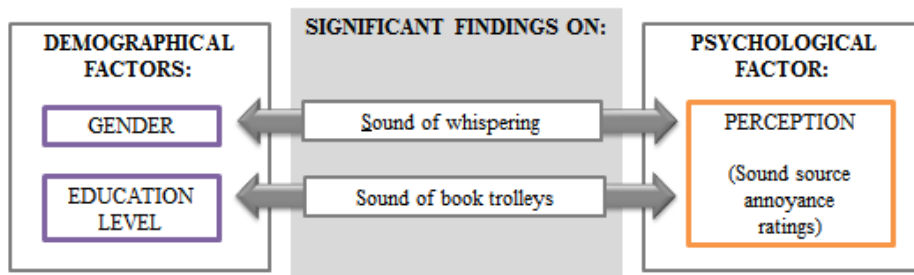 DEMOGRAPHICAL
FACTORS:
GENDER
EDUCATION
LEVEL
SIGNIFICANT FINDINGS ON:
Sound of whispering
Sound of book trolleys
PSYCHOLOGICAL
FACTOR:
PERCEPTION
(Sound source
annoyance
ratings)